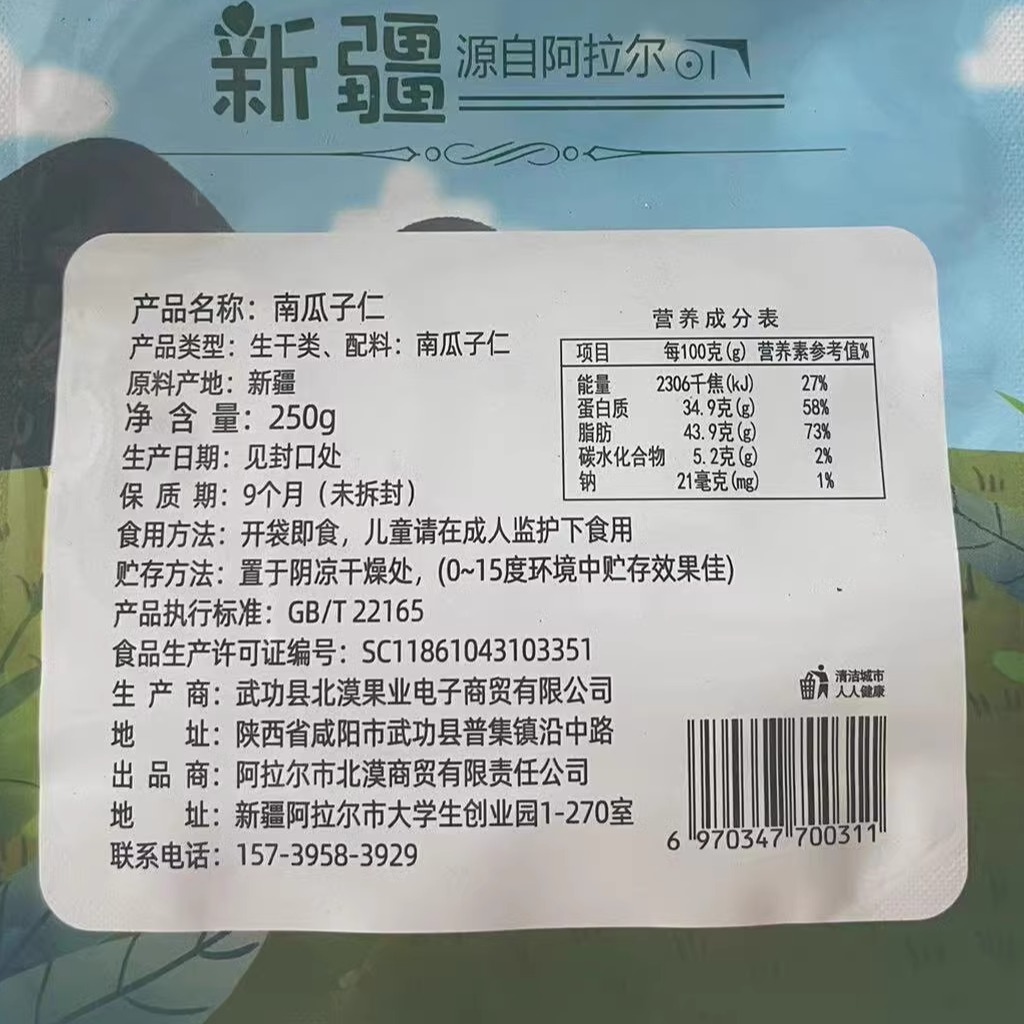 新疆 源自阿拉尔
产品名称：南瓜子仁
产品类型：生干类、配料：南瓜子仁
原料产地：新疆
净 含 量：250g
生产日期：见封口处
保 质 期：9个月（未拆封）
营养成分表
项目 每100克(g) 营养素参考值%
能量 2306千焦(kJ) 27%
蛋白质 34.9克(g) 58%
脂肪 43.9克(g) 73%
碳水化合物 5.2克(g) 2%
钠 21毫克(mg) 1%
食用方法：开袋即食，儿童请在成人监护下食用
贮存方法：置于阴凉干燥处，(0~15度环境中贮存效果佳)
产品执行标准：GB/T 22165
食品生产许可证编号：SC11861043103351
生 产 商：武功县北漠果业电子商贸有限公司
地 址：陕西省咸阳市武功县普集镇沿中路
出 品 商：阿拉尔市北漠商贸有限责任公司
地 址：新疆阿拉尔市大学生创业园1-270室
联系电话：157-3958-3929
清洁城市
人人健康
6 970347 700311